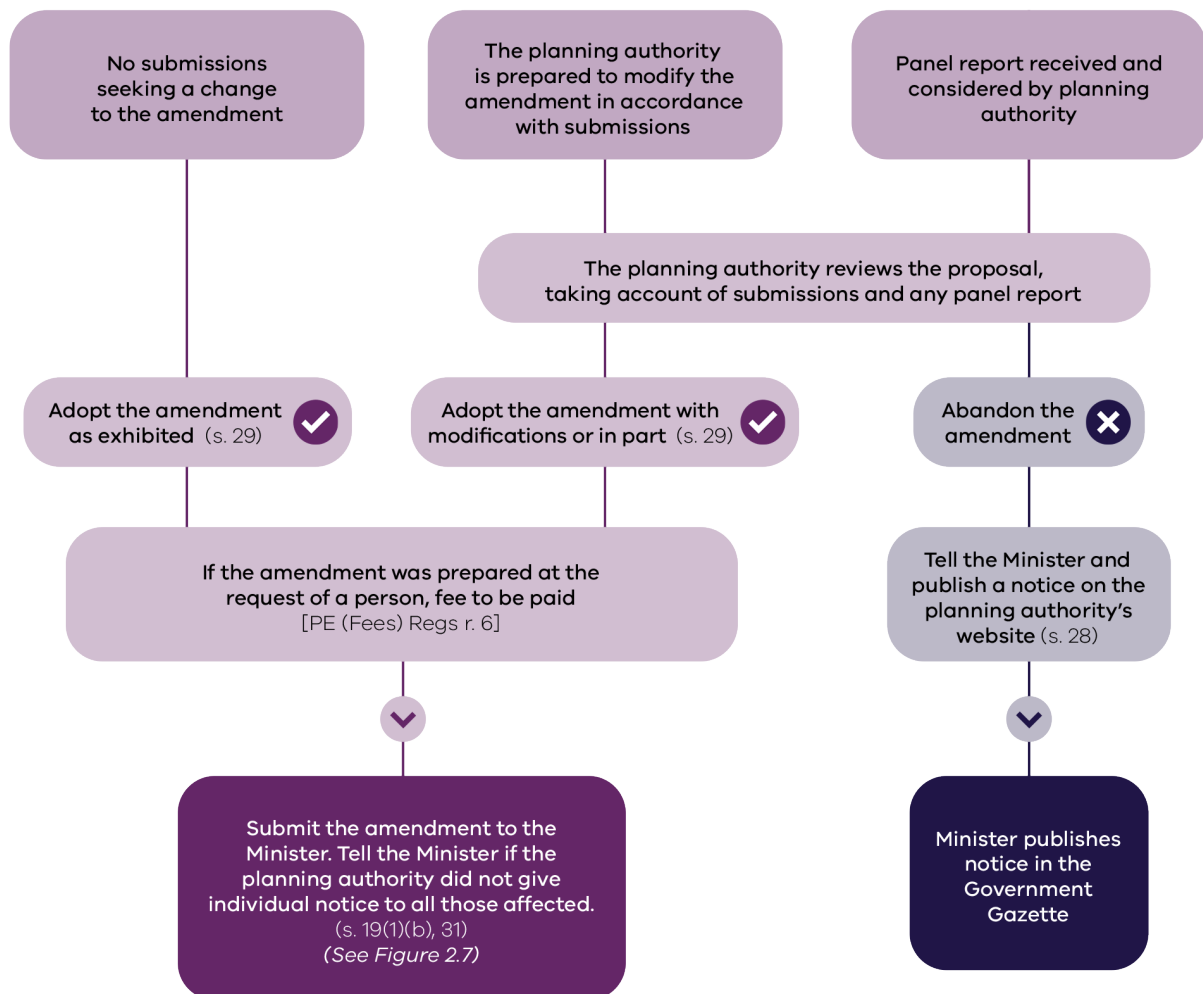 No submissions
seeking a change
to the amendment
The planning authority
is prepared to modify the
amendment in accordance
with submissions
Panel report received and
considered by planning
authority
The planning authority reviews the proposal,
taking account of submissions and any panel report
Adopt the amendment
as exhibited (s. 29)
Adopt the amendment with
modifications or in part (s. 29)
Abandon the
amendment
If the amendment was prepared at the
request of a person, fee to be paid
[PE (Fees) Regs r. 6]
Tell the Minister and
publish a notice on the
planning authority's
website (s. 28)
Submit the amendment to the
Minister. Tell the Minister if the
planning authority did not give
individual notice to all those affected.
(s. 19(1)(b), 31)
(See Figure 2.7)
Minister publishes
notice in the
Government
Gazette